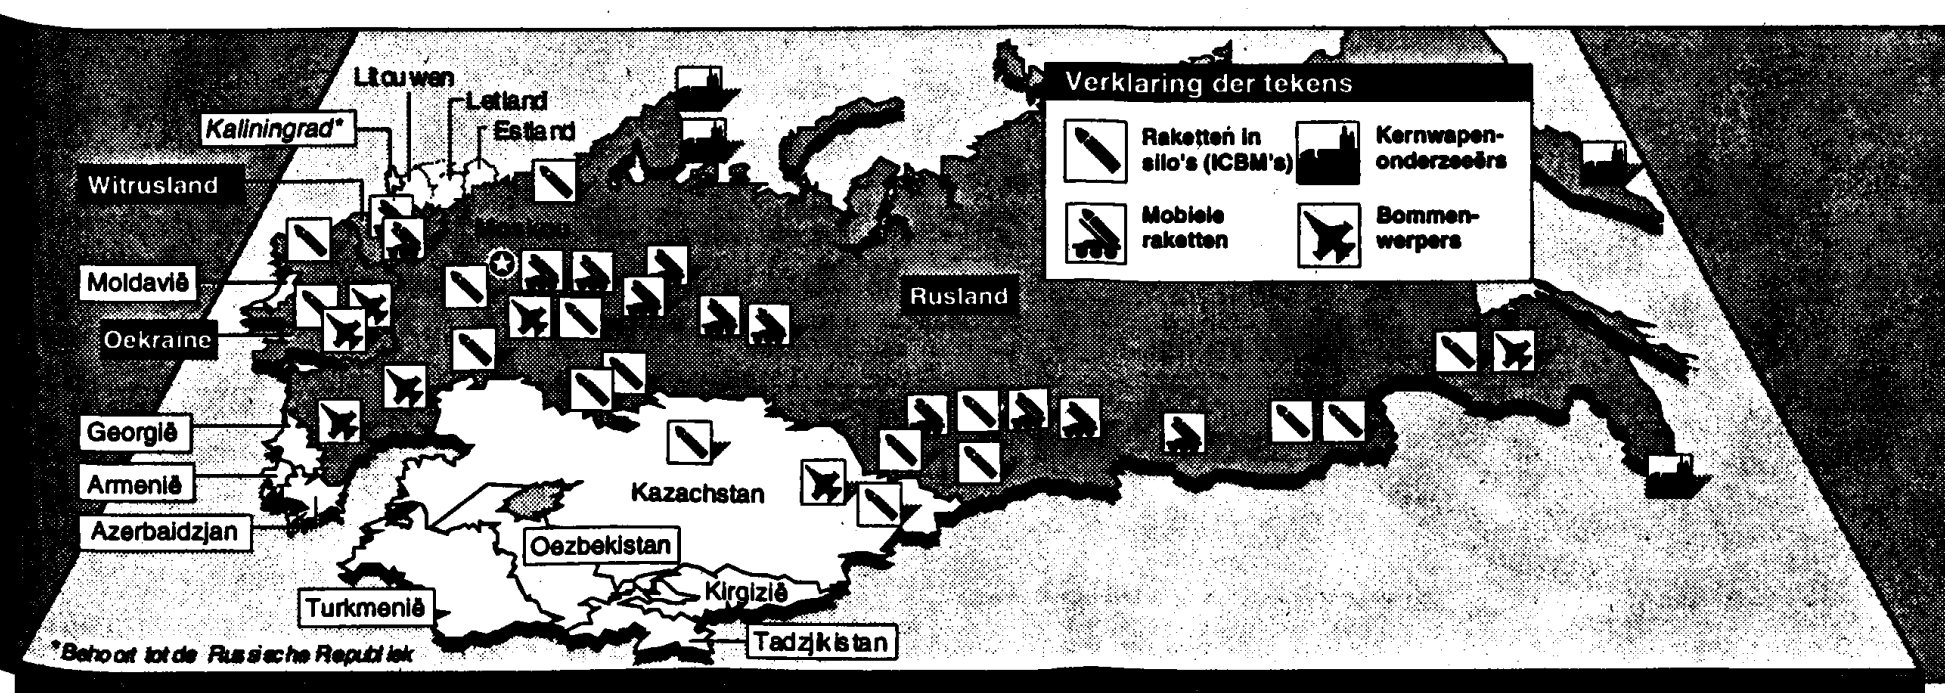 Litouwen
Letland
Estland
Kaliningrad*
Witrusland
Moskou
Moldavië
Oekraine
Georgië
Armenië
Azerbaidzjan
Rusland
Kazachstan
Oezbekistan
Kirgizië
Turkmenië
Tadzjikistan
*Behoort tot de Russische Republiek
Verklaring der tekens
Raketten in
silo's (ICBM's)
Kernwapen-
onderzeeërs
Mobiele
raketten
Bommen-
werpers